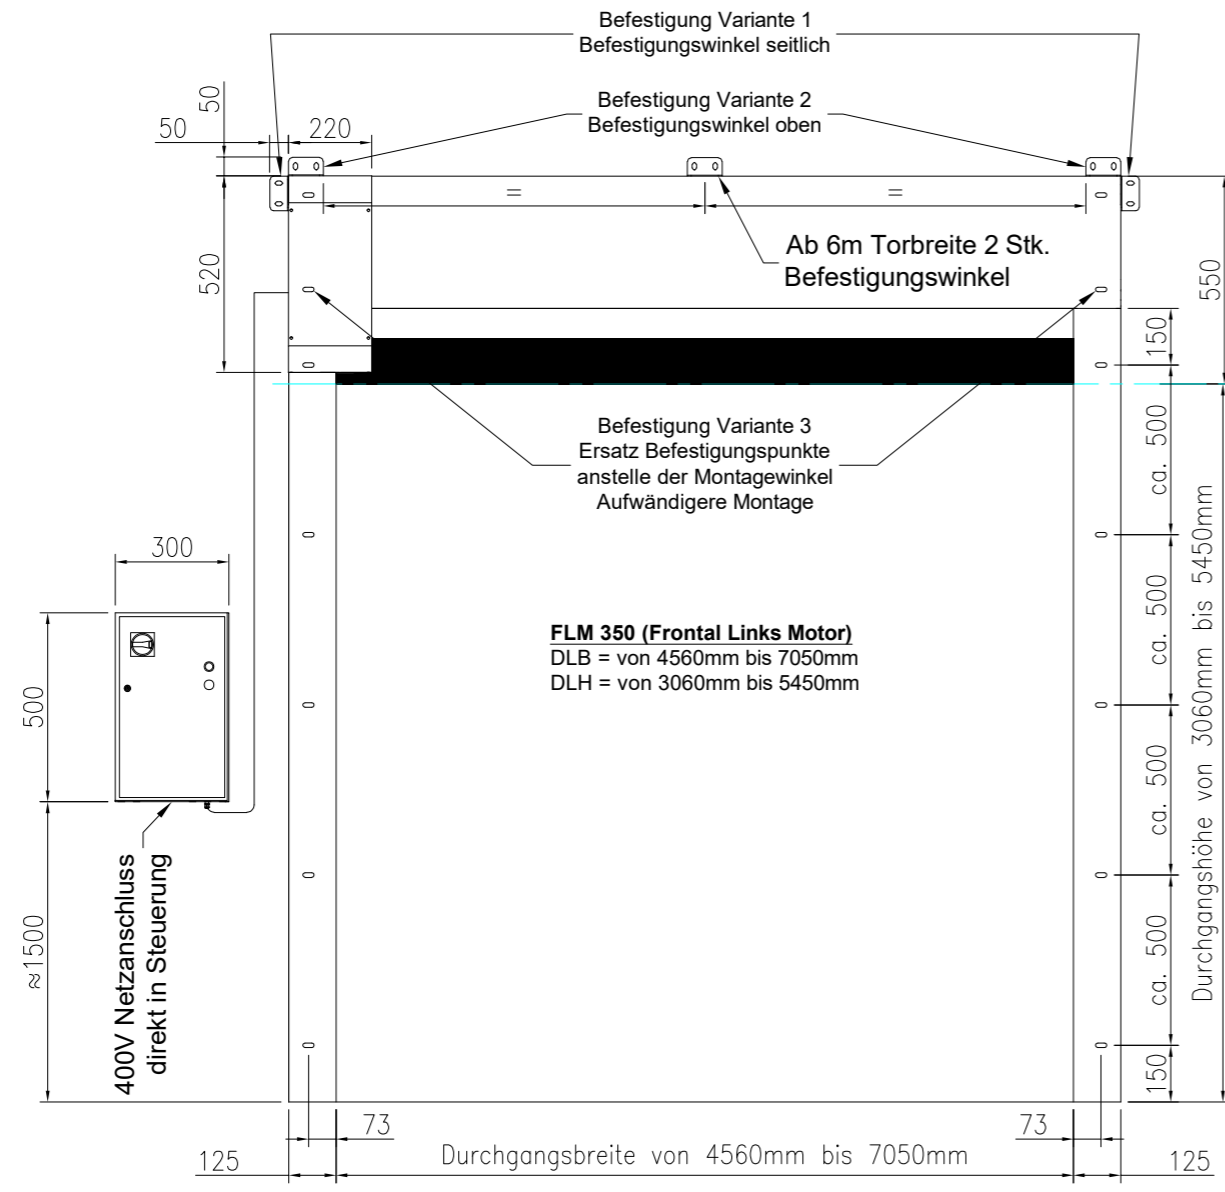 Befestigung Variante 1
Befestigungswinkel seitlich
Befestigung Variante 2
Befestigungswinkel oben
50
50
220
520
Ab 6m Torbreite 2 Stk.
Befestigungswinkel
550
150
Befestigung Variante 3
Ersatz Befestigungspunkte
anstelle der Montagewinkel
Aufwändigere Montage
ca. 500
ca. 500
ca. 500
ca. 500
150
Durchgangshöhe von 3060mm bis 5450mm
300
500
≈1500
FLM 350 (Frontal Links Motor)
DLB = von 4560mm bis 7050mm
DLH = von 3060mm bis 5450mm
400V Netzanschluss
direkt in Steuerung
73
73
125
Durchgangsbreite von 4560mm bis 7050mm
125